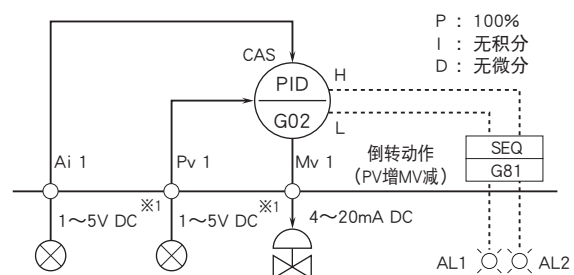 P : 100%
I : 无积分
D : 无微分
CAS
PID
G02
H
L
SEQ
G81
Ai 1
Pv 1
Mv 1
倒转动作
(PV增MV减)
1～5V DC
※1
1～5V DC
※1
4～20mA DC
AL1
AL2